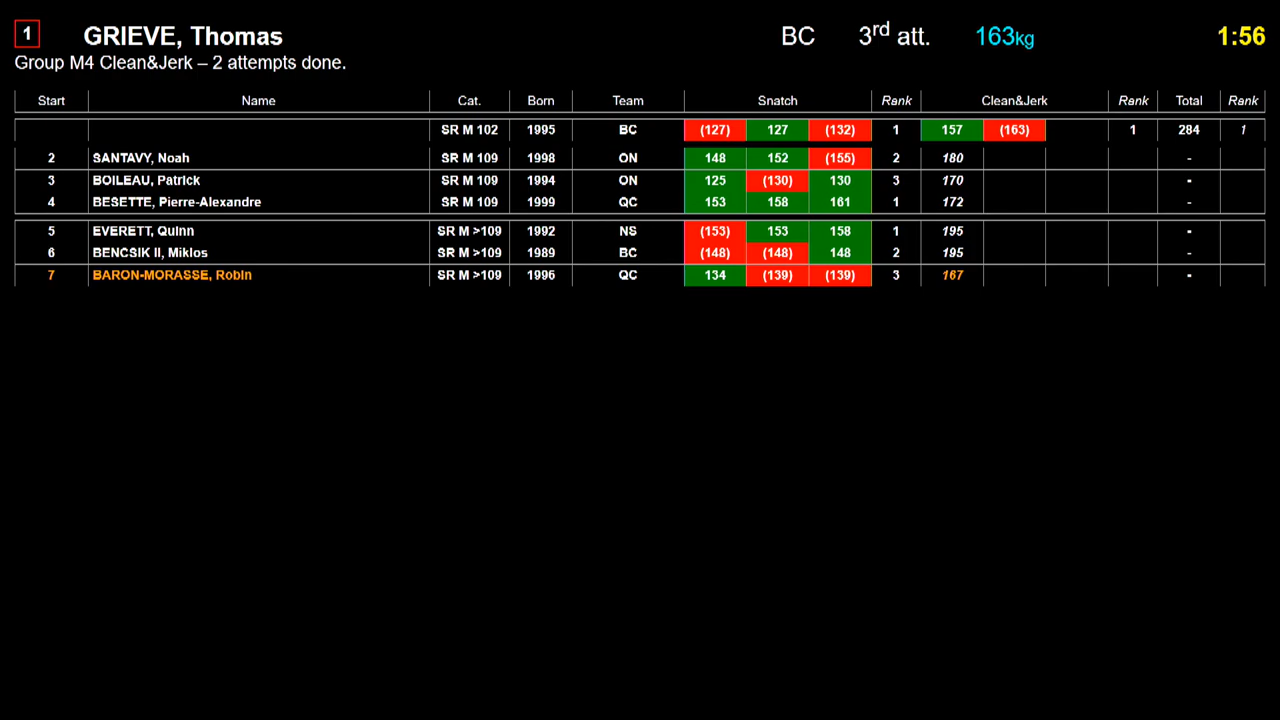 1 GRIEVE, Thomas BC 3rd att. 163kg 1:56
Group M4 Clean&Jerk – 2 attempts done.
Start Name Cat. Born Team Snatch Rank Clean&Jerk Rank Total Rank
SR M 102 1995 BC (127) 127 (132) 1 157 (163) 1 284 1
2 SANTAVY, Noah SR M 109 1998 ON 148 152 (155) 2 180 -
3 BOILEAU, Patrick SR M 109 1994 ON 125 (130) 130 3 170 -
4 BESETTE, Pierre-Alexandre SR M 109 1999 QC 153 158 161 1 172 -
5 EVERETT, Quinn SR M >109 1992 NS (153) 153 158 1 195 -
6 BENCSIK II, Miklos SR M >109 1989 BC (148) (148) 148 2 195 -
7 BARON-MORASSE, Robin SR M >109 1996 QC 134 (139) (139) 3 167 -